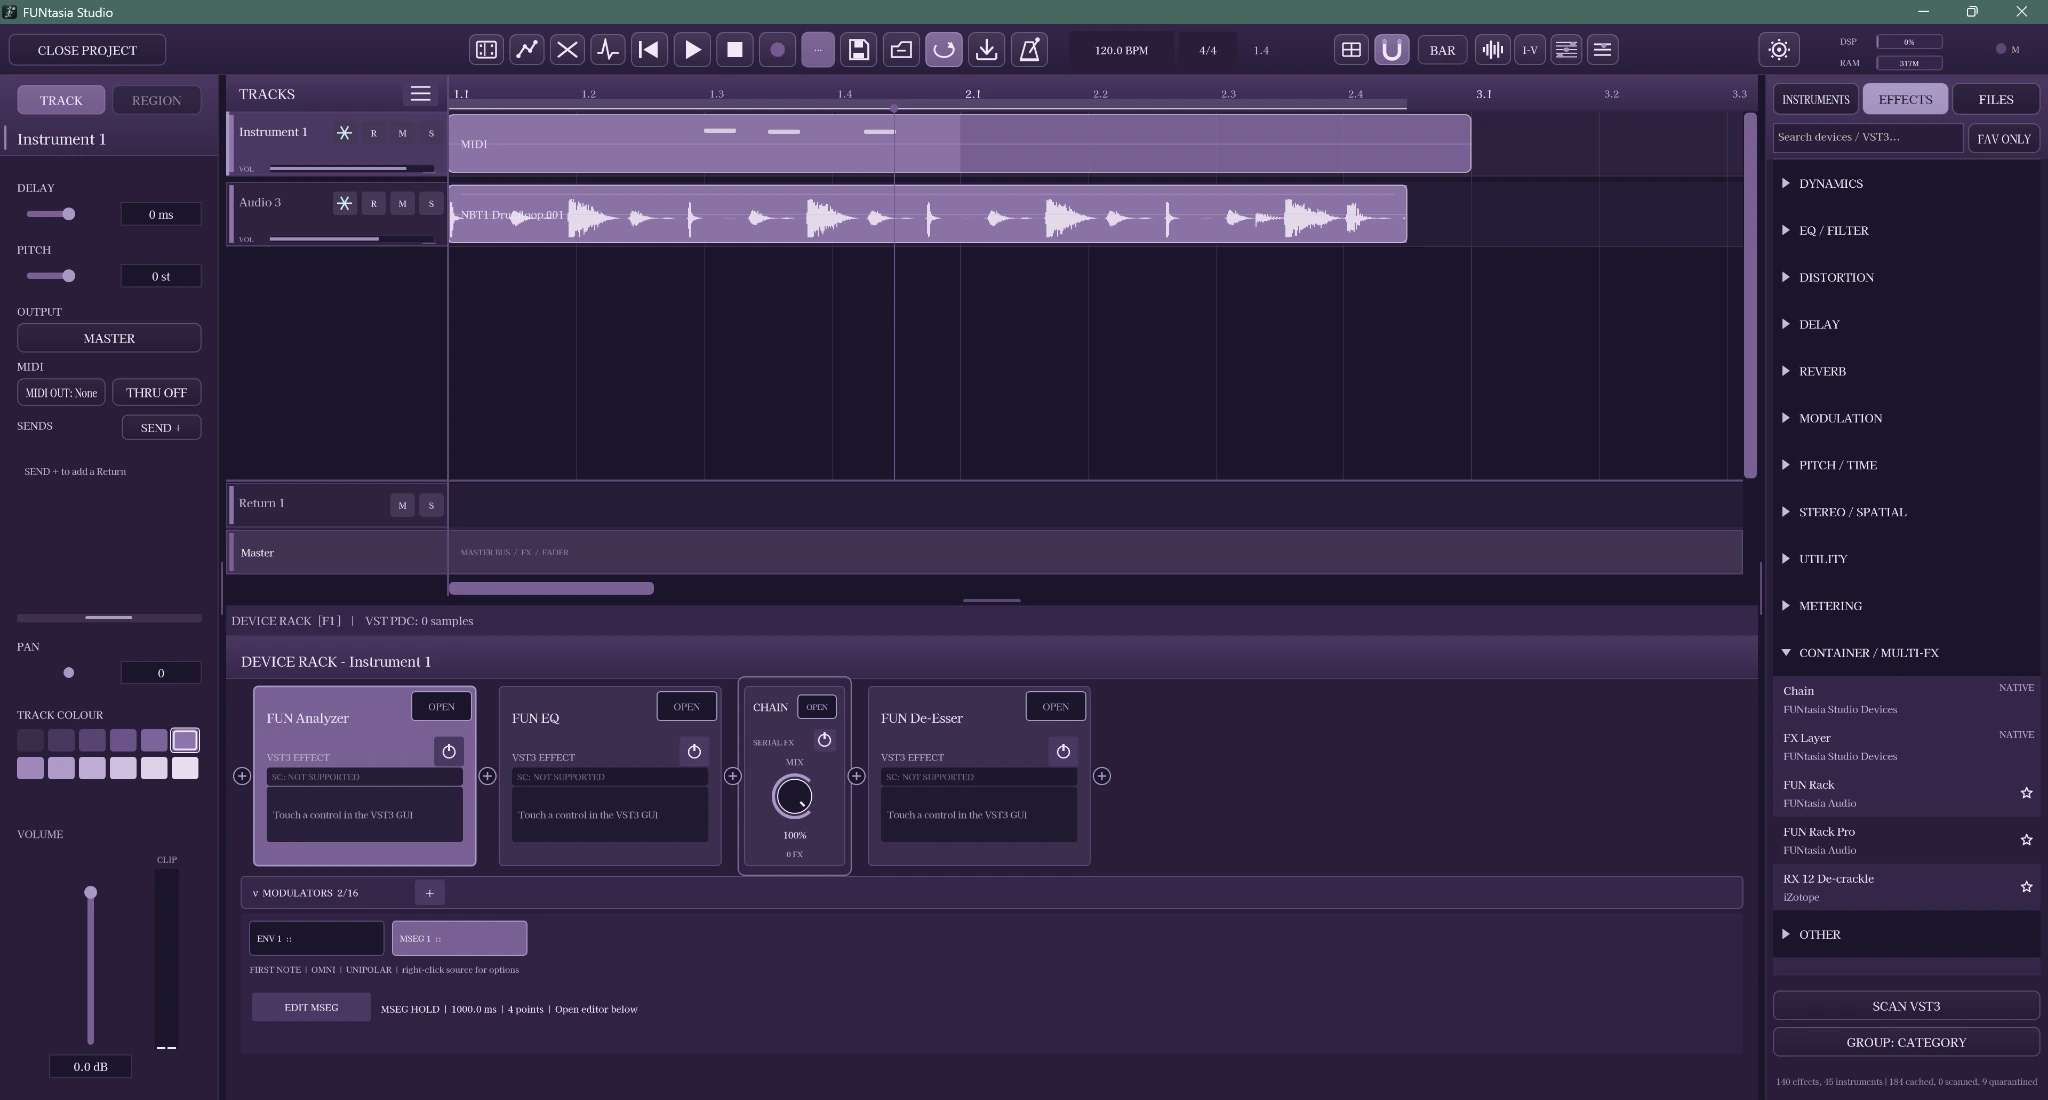 FUNtasia Studio
CLOSE PROJECT
120.0 BPM
4/4
1.4
BAR
I-V
DSP 0%
RAM 317M
M
TRACK REGION
Instrument 1
DELAY
0 ms
PITCH
0 st
OUTPUT
MASTER
MIDI
MIDI OUT: None THRU OFF
SENDS SEND +
SEND + to add a Return
PAN
0
TRACK COLOUR
VOLUME
CLIP
0.0 dB
TRACKS
1.1 1.2 1.3 1.4 2.1 2.2 2.3 2.4 3.1 3.2 3.3
Instrument 1 R M S
VOL
MIDI
Audio 3 R M S
VOL
NBT1 Drum loop.001
Return 1 M S
Master
MASTER BUS / FX / FADER
DEVICE RACK [F1] | VST PDC: 0 samples
DEVICE RACK - Instrument 1
FUN Analyzer OPEN
VST3 EFFECT
SC: NOT SUPPORTED
Touch a control in the VST3 GUI
FUN EQ OPEN
VST3 EFFECT
SC: NOT SUPPORTED
Touch a control in the VST3 GUI
CHAIN OPEN
SERIAL FX
MIX
100%
0 FX
FUN De-Esser OPEN
VST3 EFFECT
SC: NOT SUPPORTED
Touch a control in the VST3 GUI
v MODULATORS 2/16 +
ENV 1 :: MSEG 1 ::
FIRST NOTE | OMNI | UNIPOLAR | right-click source for options
EDIT MSEG MSEG HOLD | 1000.0 ms | 4 points | Open editor below
INSTRUMENTS EFFECTS FILES
Search devices / VST3... FAV ONLY
DYNAMICS
EQ / FILTER
DISTORTION
DELAY
REVERB
MODULATION
PITCH / TIME
STEREO / SPATIAL
UTILITY
METERING
CONTAINER / MULTI-FX
Chain NATIVE
FUNtasia Studio Devices
FX Layer NATIVE
FUNtasia Studio Devices
FUN Rack
FUNtasia Audio
FUN Rack Pro
FUNtasia Audio
RX 12 De-crackle
iZotope
OTHER
SCAN VST3
GROUP: CATEGORY
140 effects, 45 instruments | 184 cached, 0 scanned, 9 quarantined